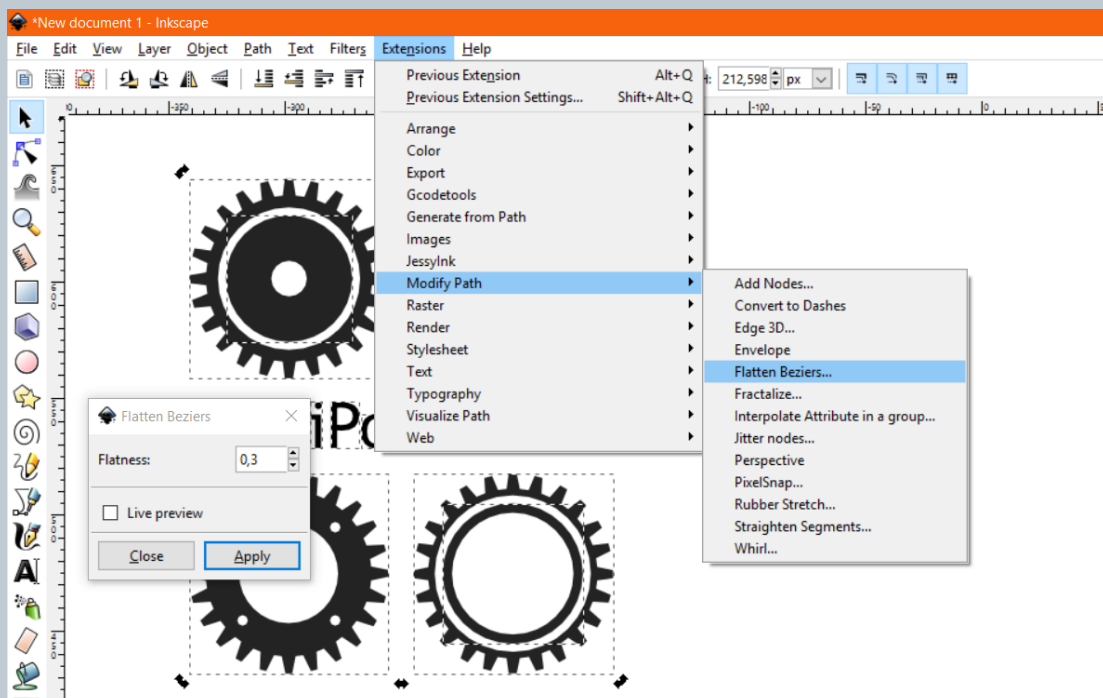 *New document 1 - Inkscape
File Edit View Layer Object Path Text Filters Extensions Help
212,598 px
Previous Extension Alt+Q
Previous Extension Settings... Shift+Alt+Q
Arrange
Color
Export
Gcodetools
Generate from Path
Images
JessyInk
Modify Path
Raster
Render
Stylesheet
Text
Typography
Visualize Path
Web
Add Nodes...
Convert to Dashes
Edge 3D...
Envelope
Flatten Beziers...
Fractalize...
Interpolate Attribute in a group...
Jitter nodes...
Perspective
PixelSnap...
Rubber Stretch...
Straighten Segments...
Whirl...
Flatten Beziers
Flatness: 0,3
Live preview
Close Apply